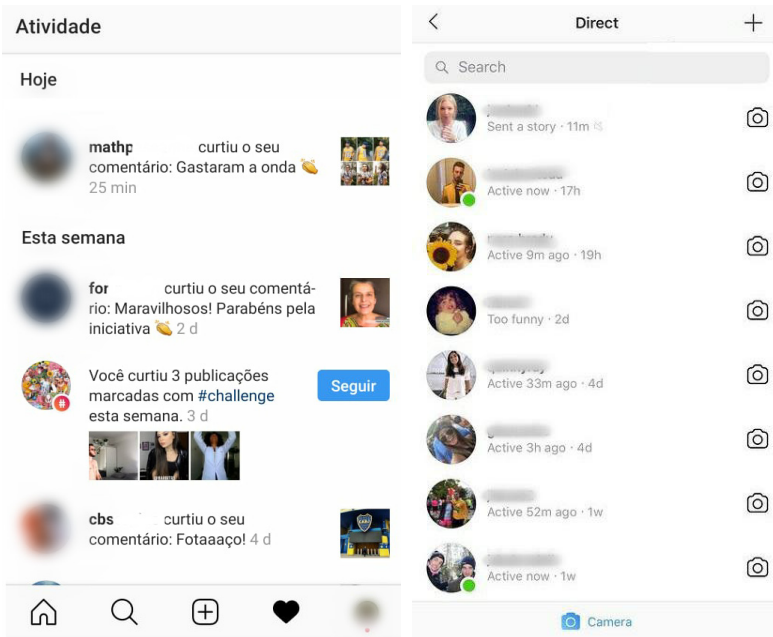 Atividade
Hoje
mathp curtiu o seu
comentário: Gastaram a onda 👏
25 min
Esta semana
for curtiu o seu comentá-
rio: Maravilhosos! Parabéns pela
iniciativa 👏 2 d
Você curtiu 3 publicações
marcadas com #challenge
esta semana. 3 d
Seguir
cbs curtiu o seu
comentário: Fotaaaço! 4 d
Direct
Search
Sent a story · 11m
Active now · 17h
Active 9m ago · 19h
Too funny · 2d
Active 33m ago · 4d
Active 3h ago · 4d
Active 52m ago · 1w
Active now · 1w
Camera